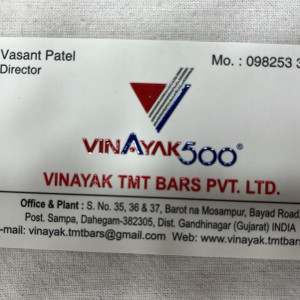 Vasant Patel
Mo. : 098253 3
Director
VINAYAK500®
VINAYAK TMT BARS PVT. LTD.
Office & Plant : S. No. 35, 36 & 37, Barot na Mosampur, Bayad Road,
Post. Sampa, Dahegam-382305, Dist. Gandhinagar (Gujarat) INDIA
-mail: vinayak.tmtbars@gmail.com Web: www.vinayak.tmtbars